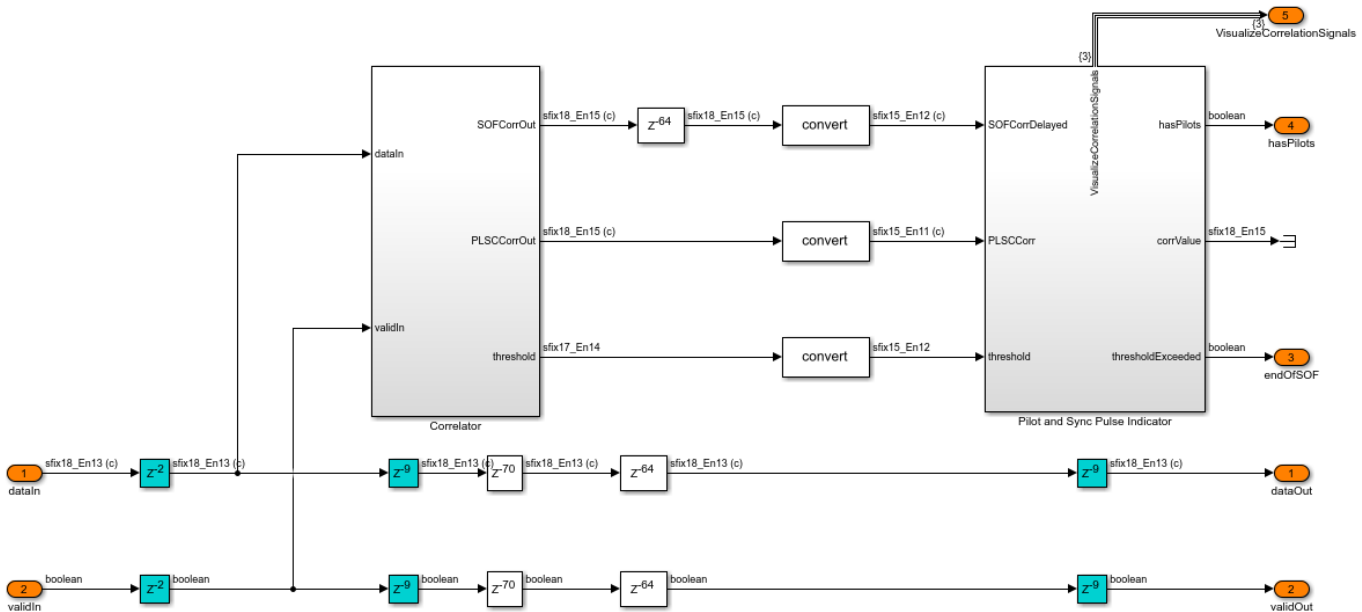 5
{3}
VisualizeCorrelationSignals
{3}
VisualizeCorrelationSignals
SOFCorrOut
sfix18_En15 (c)
z-64
sfix18_En15 (c)
convert
sfix15_En12 (c)
SOFCorrDelayed
hasPilots
boolean
4
hasPilots
dataIn
PLSCCorrOut
sfix18_En15 (c)
convert
sfix15_En11 (c)
PLSCCorr
corrValue
sfix18_En15
validIn
threshold
sfix17_En14
convert
sfix15_En12
threshold
thresholdExceeded
boolean
3
endOfSOF
Correlator
Pilot and Sync Pulse Indicator
1
dataIn
sfix18_En13 (c)
z-2
sfix18_En13 (c)
z-9
sfix18_En13 (c)
z-70
sfix18_En13 (c)
z-64
sfix18_En13 (c)
z-9
sfix18_En13 (c)
1
dataOut
2
validIn
boolean
z-2
boolean
z-9
boolean
z-70
boolean
z-64
boolean
z-9
boolean
2
validOut